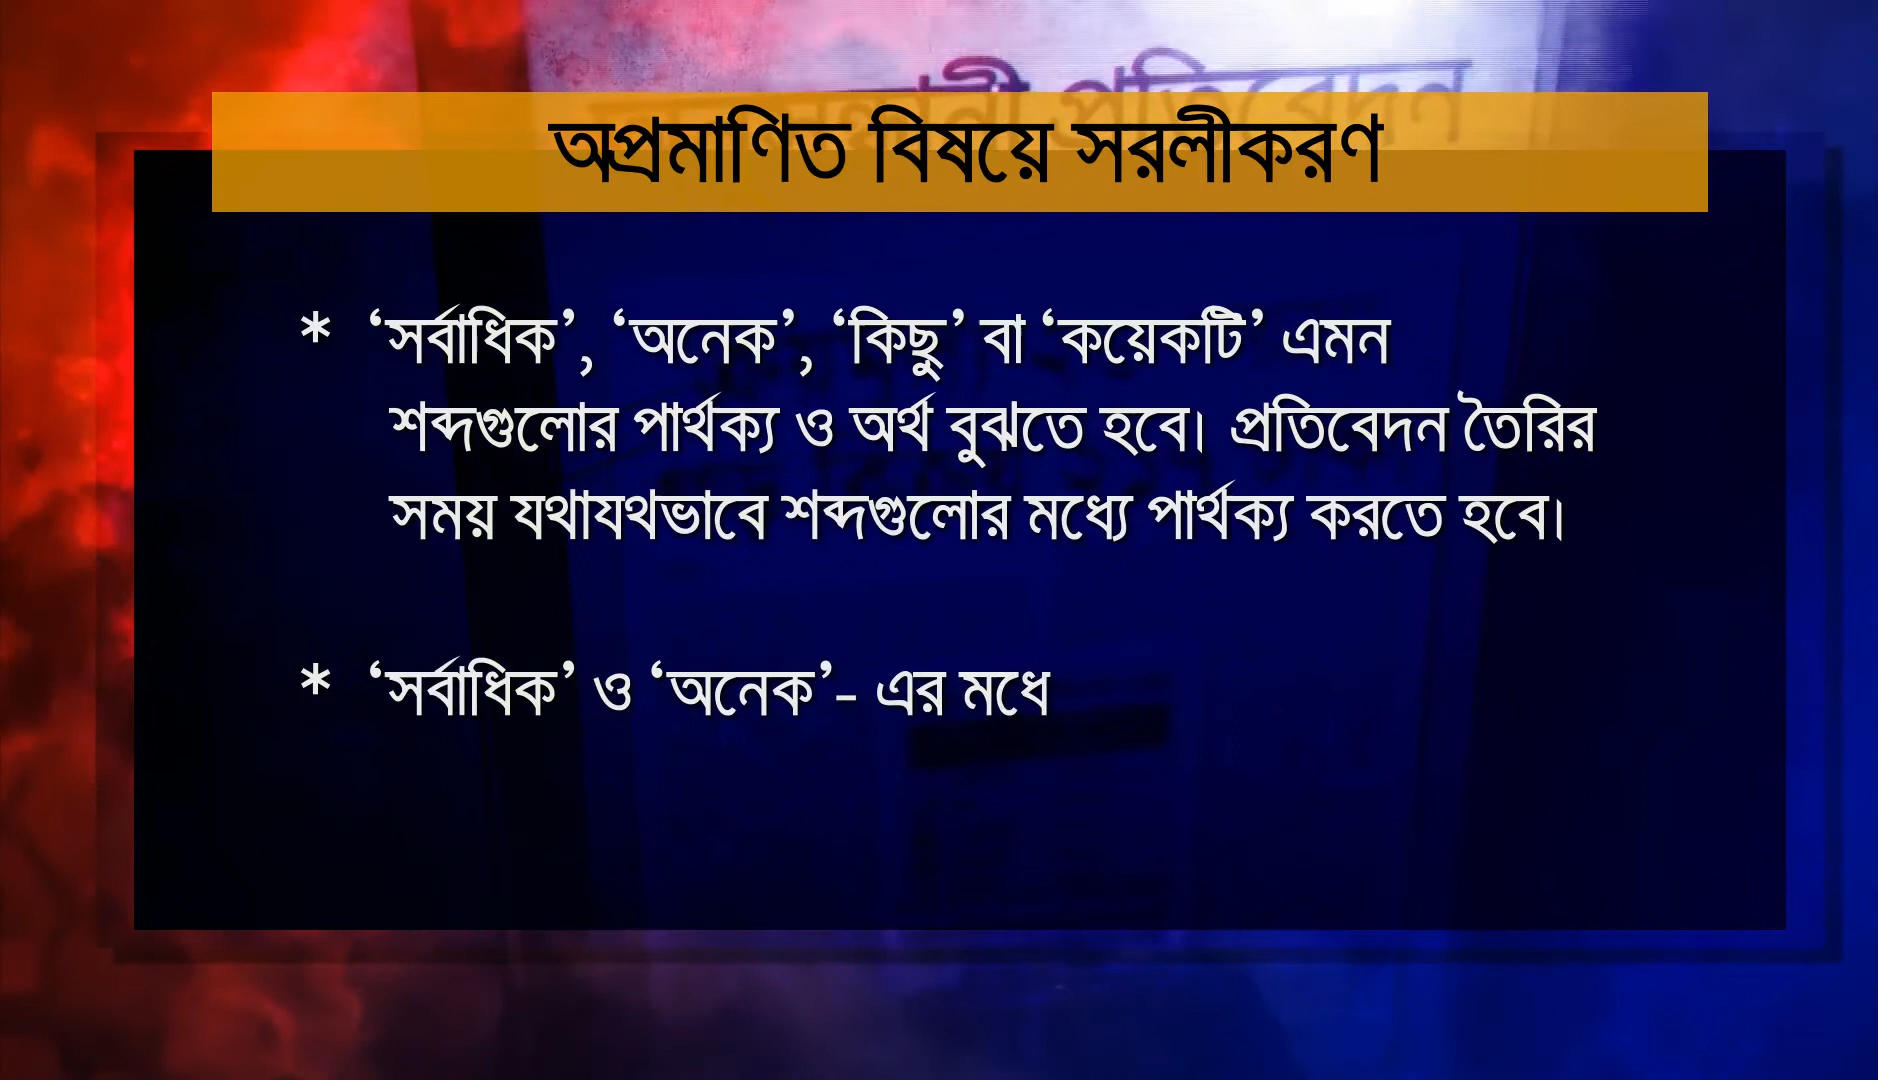 অপ্রমাণিত বিষয়ে সরলীকরণ
* ‘সর্বাধিক’, ‘অনেক’, ‘কিছু’ বা ‘কয়েকটি’ এমন
শব্দগুলোর পার্থক্য ও অর্থ বুঝতে হবে। প্রতিবেদন তৈরির
সময় যথাযথভাবে শব্দগুলোর মধ্যে পার্থক্য করতে হবে।
* ‘সর্বাধিক’ ও ‘অনেক’- এর মধে